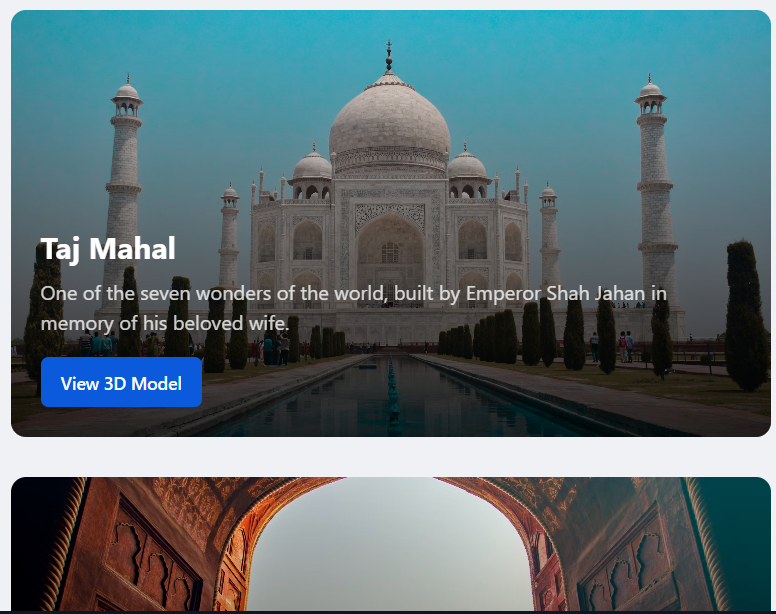 Taj Mahal
One of the seven wonders of the world, built by Emperor Shah Jahan in
memory of his beloved wife.
View 3D Model